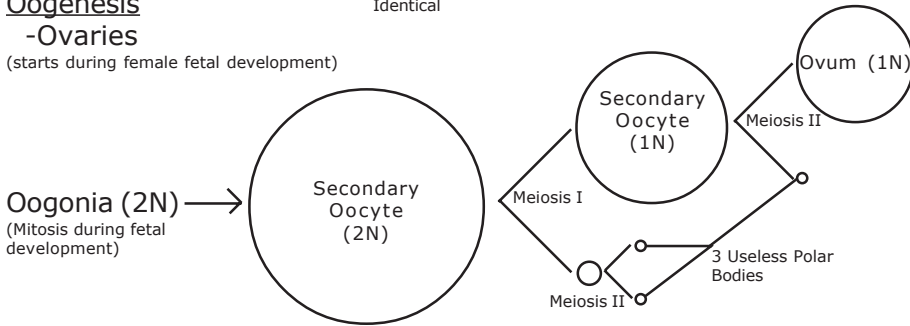 Oogenesis
Identical
-Ovaries
(starts during female fetal development)
Ovum (1N)
Secondary
Oocyte
(1N)
Meiosis II
Oogonia (2N)
(Mitosis during fetal
development)
Secondary
Oocyte
(2N)
Meiosis I
3 Useless Polar
Bodies
Meiosis II